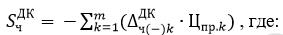 S_ч^ДК = −∑_{k=1}^{m}(Δ_{ч(−)k}^{ДК} · Ц_{пр.k}) , где: